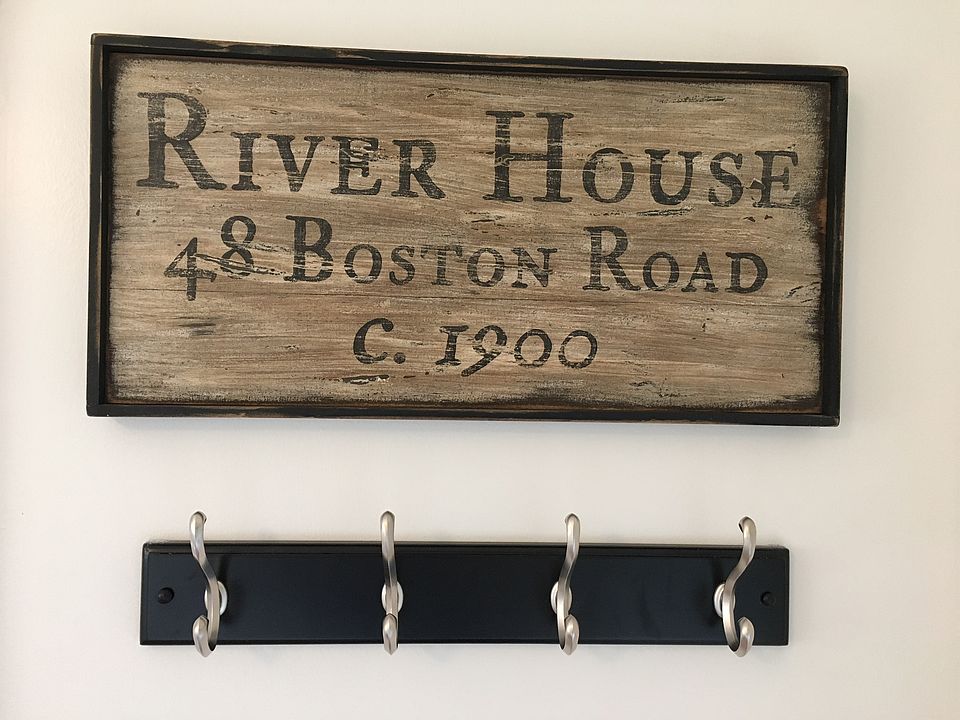 River House
48 Boston Road
c. 1900